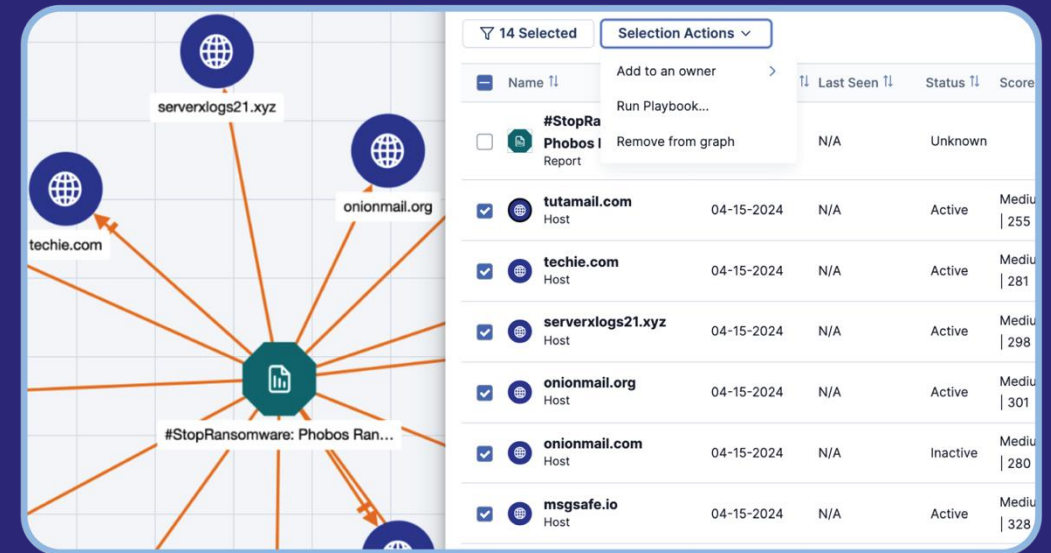 serverxlogs21.xyz
onionmail.org
techie.com
#StopRansomware: Phobos Ran...
14 Selected
Selection Actions
Add to an owner
Run Playbook...
Remove from graph
Name Last Seen Status Score
#StopRa
Phobos
Report
N/A Unknown
tutamail.com
Host
04-15-2024 N/A Active Mediu
| 255
techie.com
Host
04-15-2024 N/A Active Mediu
| 281
serverxlogs21.xyz
Host
04-15-2024 N/A Active Mediu
| 298
onionmail.org
Host
04-15-2024 N/A Active Mediu
| 301
onionmail.com
Host
04-15-2024 N/A Inactive Mediu
| 280
msgsafe.io
Host
04-15-2024 N/A Active Mediu
| 328